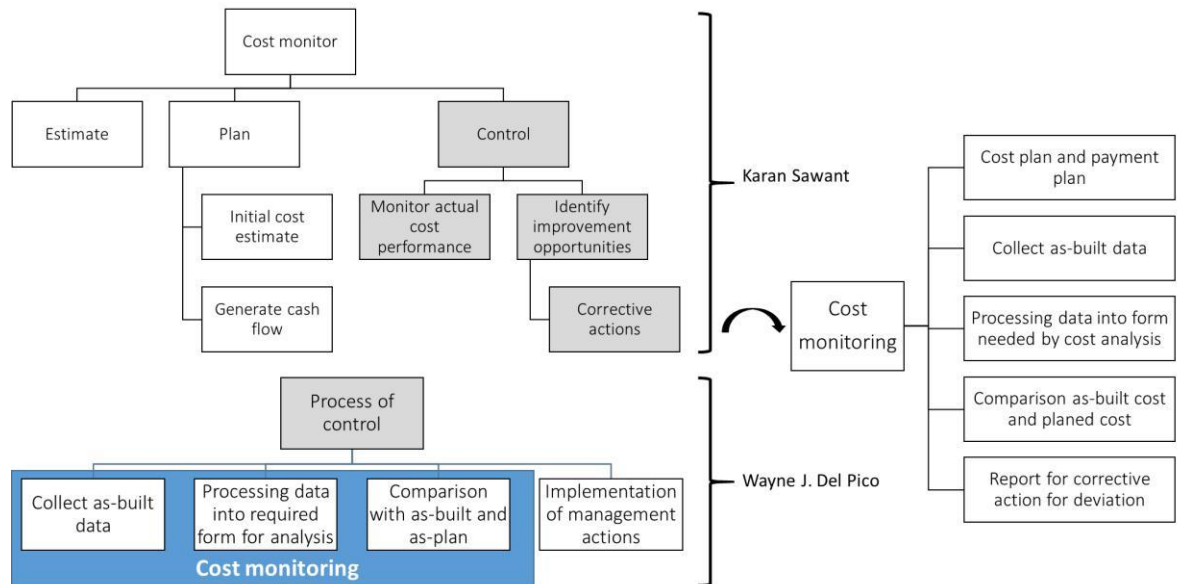 Cost monitor
Estimate
Plan
Control
Initial cost
estimate
Monitor actual
cost
performance
Identify
improvement
opportunities
Generate cash
flow
Corrective
actions
Karan Sawant
Process of
control
Collect as-built
data
Processing data
into required
form for analysis
Comparison
with as-built and
as-plan
Implementation
of management
actions
Cost monitoring
Wayne J. Del Pico
Cost
monitoring
Cost plan and payment
plan
Collect as-built data
Processing data into form
needed by cost analysis
Comparison as-built cost
and planed cost
Report for corrective
action for deviation